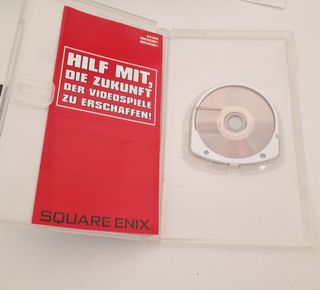 HILF MIT,
DIE ZUKUNFT
DER VIDEOSPIELE
ZU ERSCHAFFEN!
SQUARE ENIX